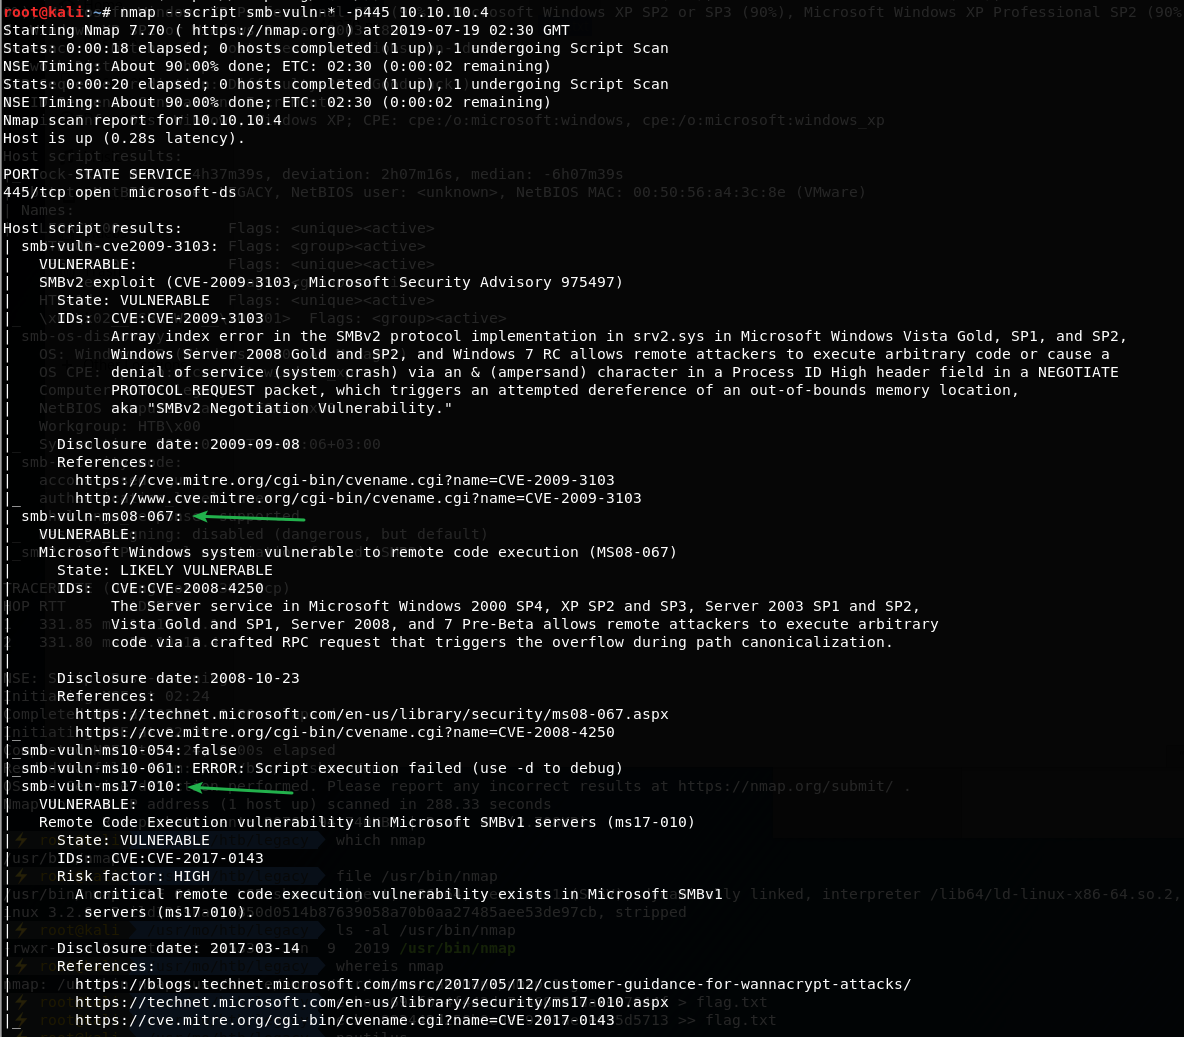 root@kali:~# nmap --script smb-vuln-* -p445 10.10.10.4
Starting Nmap 7.70 ( https://nmap.org ) at 2019-07-19 02:30 GMT
Stats: 0:00:18 elapsed; 0 hosts completed (1 up), 1 undergoing Script Scan
NSE Timing: About 90.00% done; ETC: 02:30 (0:00:02 remaining)
Stats: 0:00:20 elapsed; 0 hosts completed (1 up), 1 undergoing Script Scan
NSE Timing: About 90.00% done; ETC: 02:30 (0:00:02 remaining)
Nmap scan report for 10.10.10.4
Host is up (0.28s latency).
PORT    STATE SERVICE
445/tcp open  microsoft-ds
Host script results:
| smb-vuln-cve2009-3103:
|   VULNERABLE:
|   SMBv2 exploit (CVE-2009-3103, Microsoft Security Advisory 975497)
|     State: VULNERABLE
|     IDs:  CVE:CVE-2009-3103
|           Array index error in the SMBv2 protocol implementation in srv2.sys in Microsoft Windows Vista Gold, SP1, and SP2,
|           Windows Server 2008 Gold and SP2, and Windows 7 RC allows remote attackers to execute arbitrary code or cause a
|           denial of service (system crash) via an & (ampersand) character in a Process ID High header field in a NEGOTIATE
|           PROTOCOL REQUEST packet, which triggers an attempted dereference of an out-of-bounds memory location,
|           aka "SMBv2 Negotiation Vulnerability."
|
|     Disclosure date: 2009-09-08
|     References:
|       https://cve.mitre.org/cgi-bin/cvename.cgi?name=CVE-2009-3103
|_      http://www.cve.mitre.org/cgi-bin/cvename.cgi?name=CVE-2009-3103
| smb-vuln-ms08-067:
|   VULNERABLE:
|   Microsoft Windows system vulnerable to remote code execution (MS08-067)
|     State: LIKELY VULNERABLE
|     IDs:  CVE:CVE-2008-4250
|           The Server service in Microsoft Windows 2000 SP4, XP SP2 and SP3, Server 2003 SP1 and SP2,
|           Vista Gold and SP1, Server 2008, and 7 Pre-Beta allows remote attackers to execute arbitrary
|           code via a crafted RPC request that triggers the overflow during path canonicalization.
|
|     Disclosure date: 2008-10-23
|     References:
|       https://technet.microsoft.com/en-us/library/security/ms08-067.aspx
|_      https://cve.mitre.org/cgi-bin/cvename.cgi?name=CVE-2008-4250
|_smb-vuln-ms10-054: false
|_smb-vuln-ms10-061: ERROR: Script execution failed (use -d to debug)
| smb-vuln-ms17-010:
|   VULNERABLE:
|   Remote Code Execution vulnerability in Microsoft SMBv1 servers (ms17-010)
|     State: VULNERABLE
|     IDs:  CVE:CVE-2017-0143
|     Risk factor: HIGH
|       A critical remote code execution vulnerability exists in Microsoft SMBv1
|        servers (ms17-010).
|
|     Disclosure date: 2017-03-14
|     References:
|       https://blogs.technet.microsoft.com/msrc/2017/05/12/customer-guidance-for-wannacrypt-attacks/
|       https://technet.microsoft.com/en-us/library/security/ms17-010.aspx
|_      https://cve.mitre.org/cgi-bin/cvename.cgi?name=CVE-2017-0143